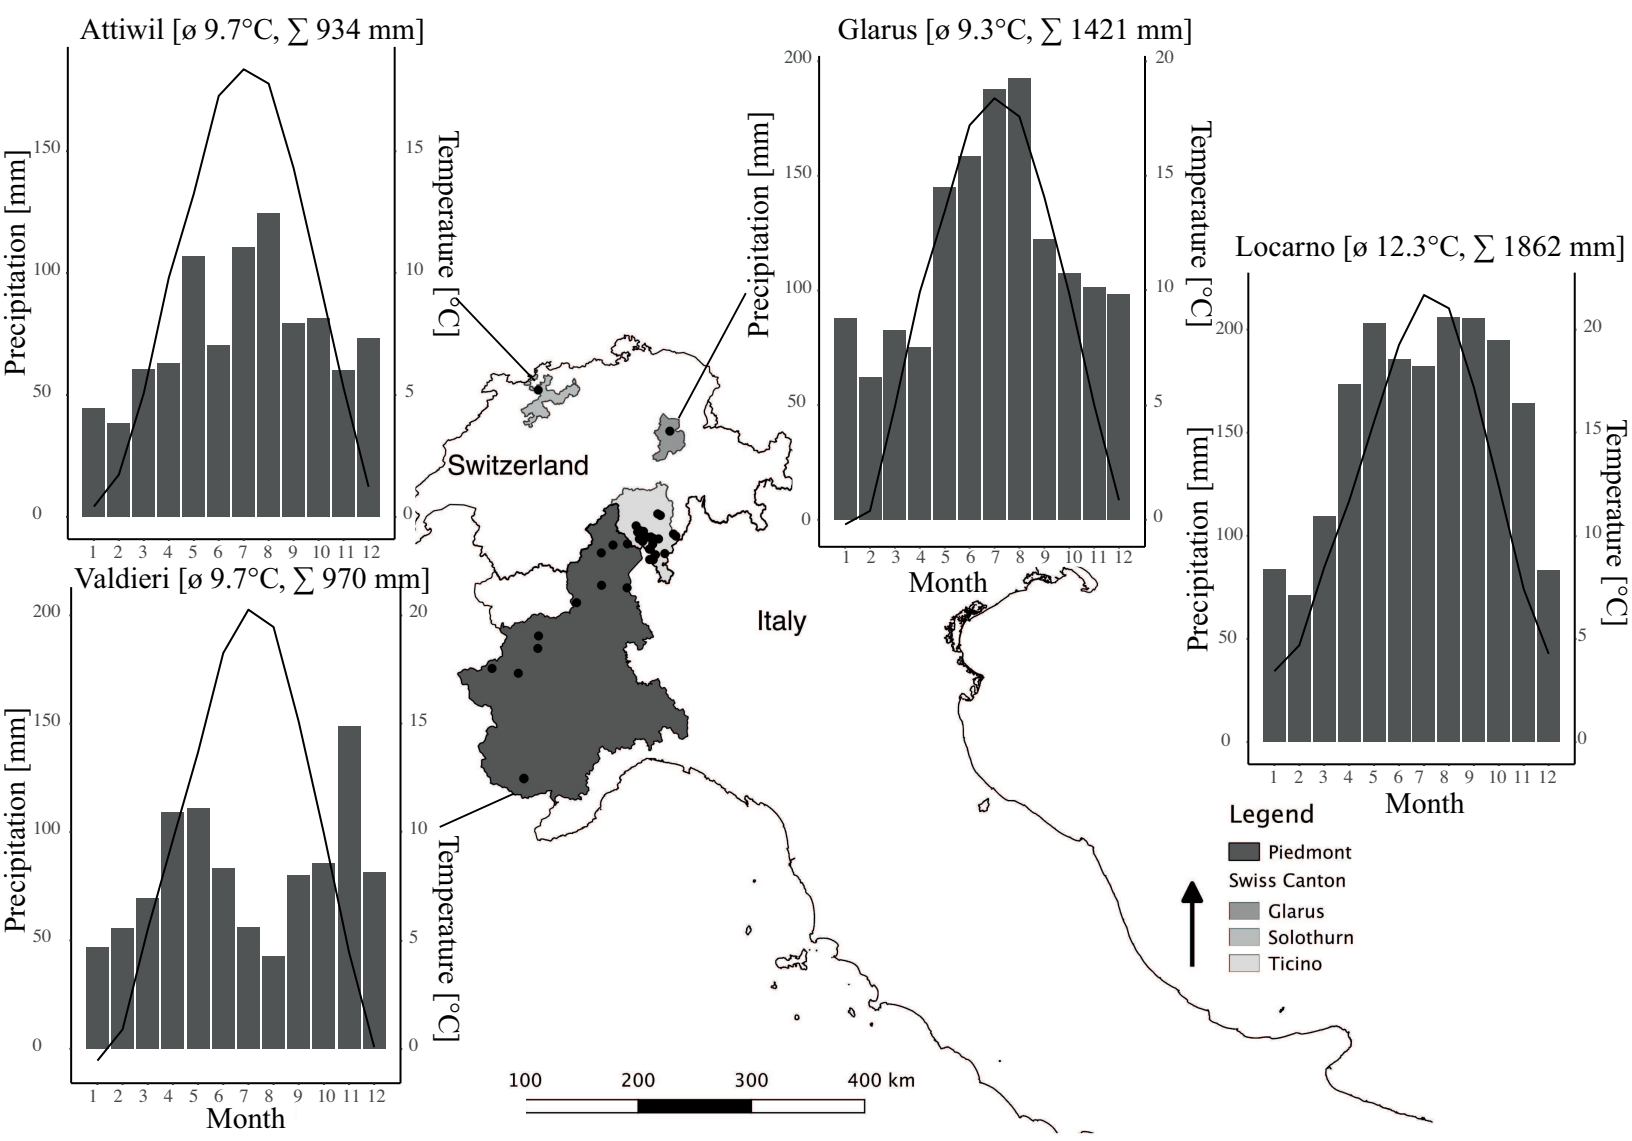 Attiwil [ø 9.7°C, ∑ 934 mm]
Precipitation [mm]
150
100
50
0
15
10
5
0
Temperature [°C]
1 2 3 4 5 6 7 8 9 10 11 12
Glarus [ø 9.3°C, ∑ 1421 mm]
Precipitation [mm]
200
150
100
50
0
20
15
10
5
0
Temperature [°C]
1 2 3 4 5 6 7 8 9 10 11 12
Month
Locarno [ø 12.3°C, ∑ 1862 mm]
Precipitation [mm]
200
150
100
50
0
20
15
10
5
0
Temperature [°C]
1 2 3 4 5 6 7 8 9 10 11 12
Month
Valdieri [ø 9.7°C, ∑ 970 mm]
Precipitation [mm]
200
150
100
50
0
20
15
10
5
0
Temperature [°C]
1 2 3 4 5 6 7 8 9 10 11 12
Month
Switzerland
Italy
Legend
Piedmont
Swiss Canton
Glarus
Solothurn
Ticino
100 200 300 400 km